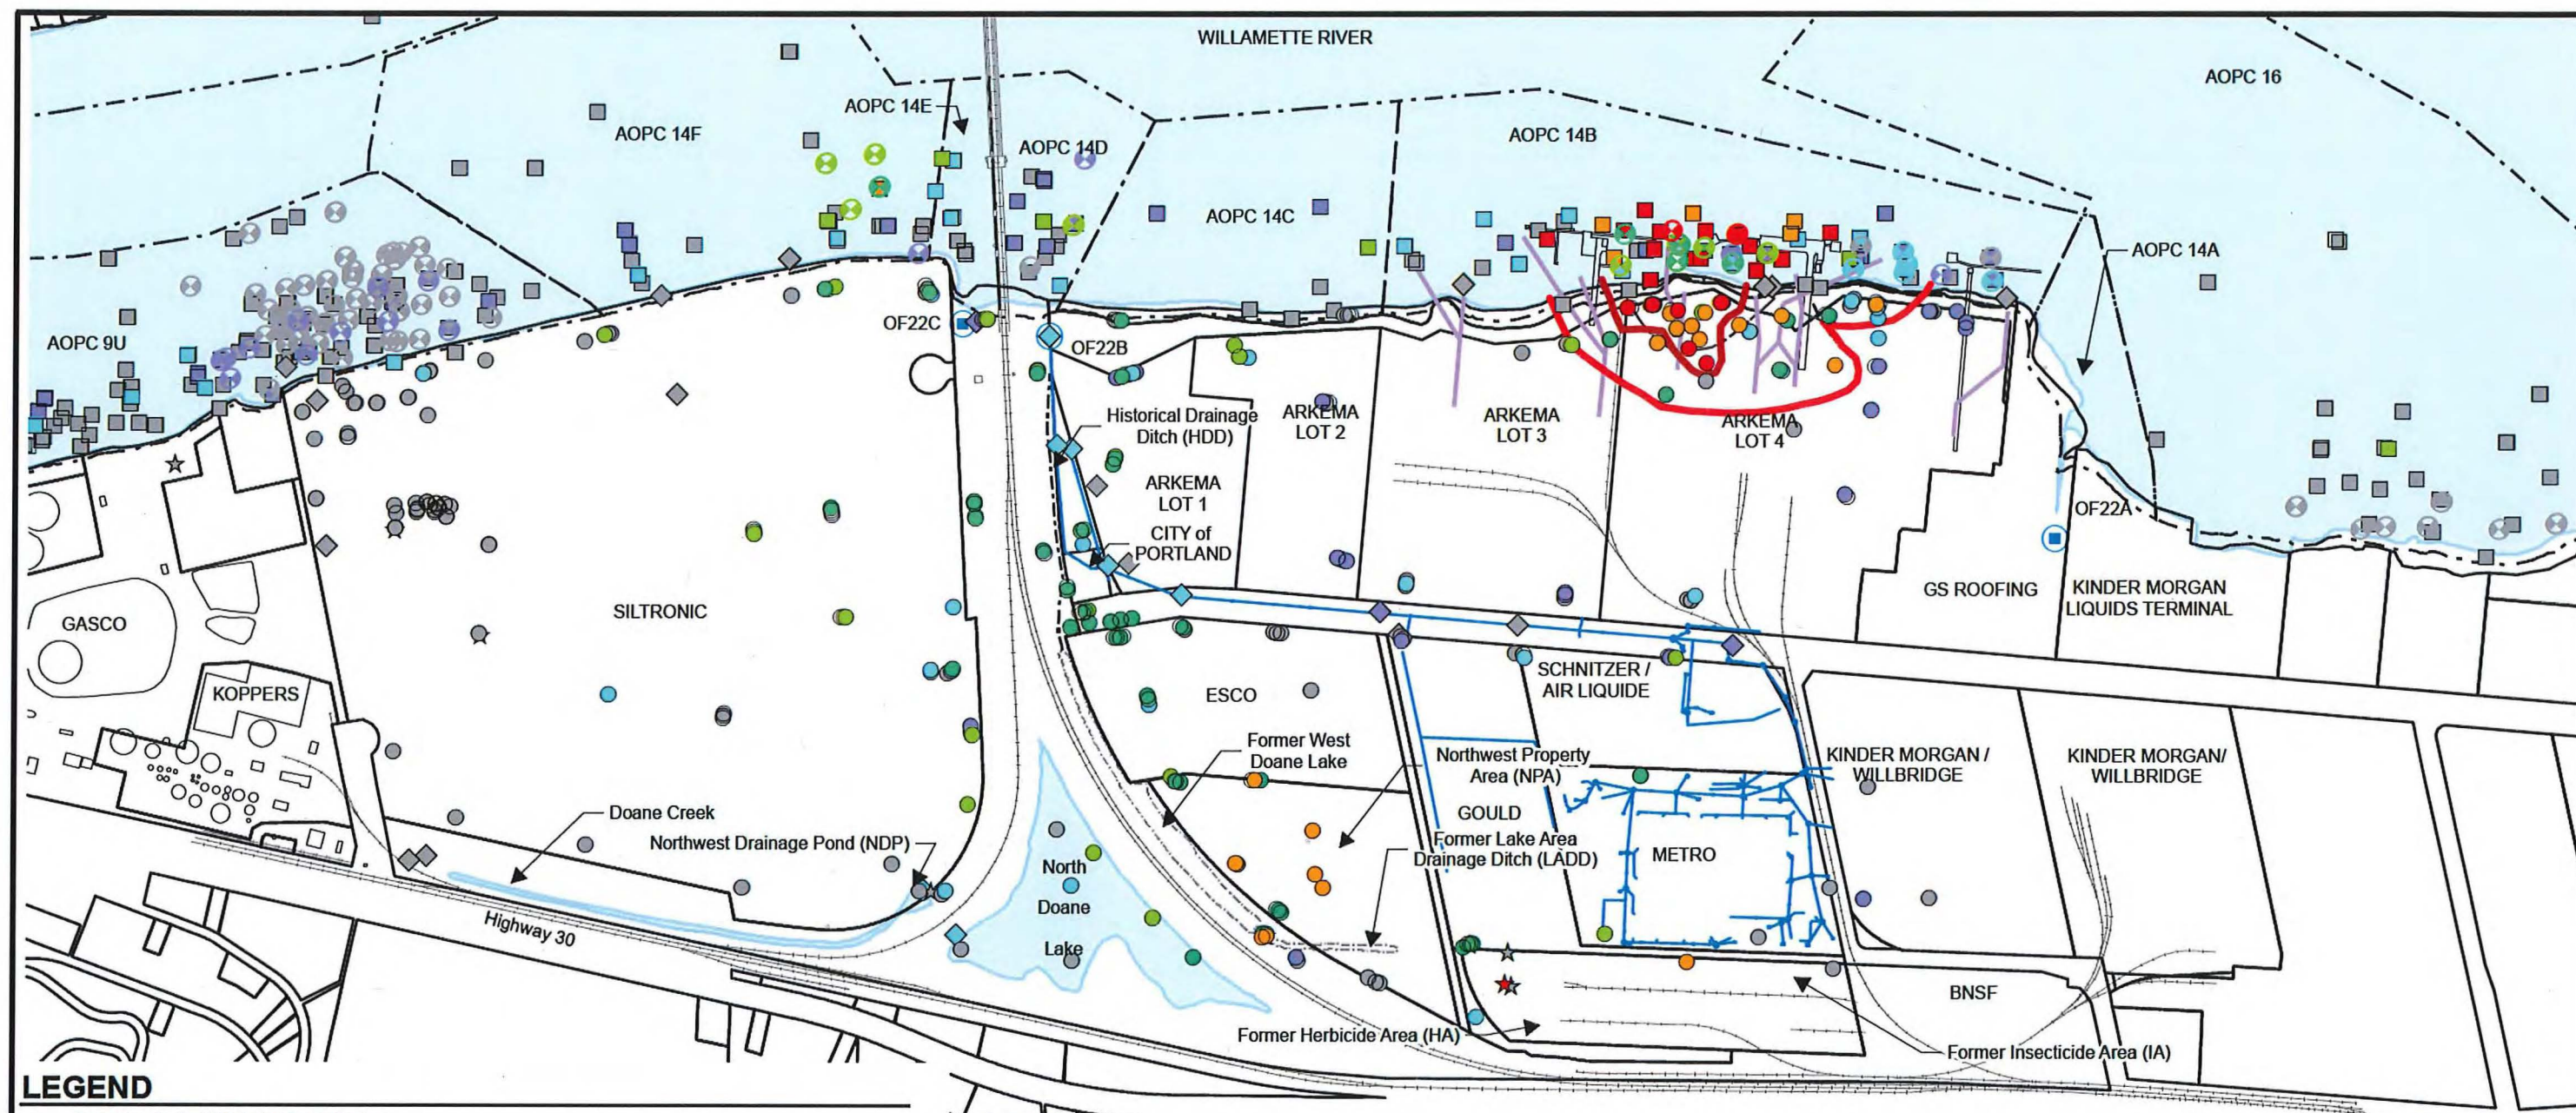 WILLAMETTE RIVER
AOPC 16
AOPC 14E
AOPC 14F
AOPC 14D
AOPC 14B
AOPC 14C
AOPC 14A
AOPC 9U
OF22C
OF22B
Historical Drainage
Ditch (HDD)
ARKEMA
LOT 2
ARKEMA
LOT 3
ARKEMA
LOT 4
ARKEMA
LOT 1
CITY of
PORTLAND
OF22A
GS ROOFING
KINDER MORGAN
LIQUIDS TERMINAL
SILTRONIC
GASCO
KOPPERS
ESCO
SCHNITZER /
AIR LIQUIDE
Former West
Doane Lake
Northwest Property
Area (NPA)
KINDER MORGAN /
WILLBRIDGE
KINDER MORGAN/
WILLBRIDGE
Doane Creek
Northwest Drainage Pond (NDP)
GOULD
Former Lake Area
Drainage Ditch (LADD)
METRO
North
Doane
Lake
Highway 30
BNSF
Former Herbicide Area (HA)
Former Insecticide Area (IA)
LEGEND